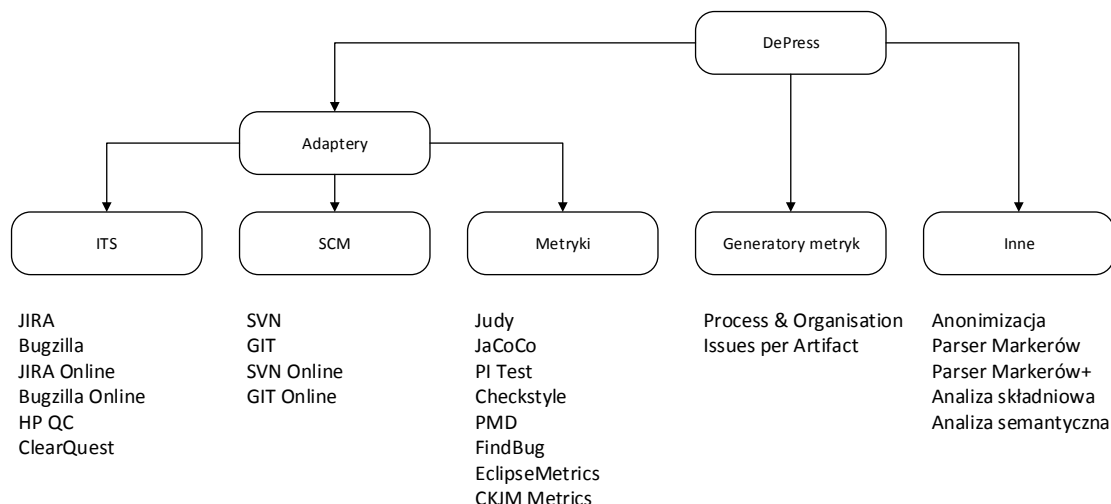 DePress
Adaptery
ITS
SCM
Metryki
Generatory metryk
Inne
JIRA
Bugzilla
JIRA Online
Bugzilla Online
HP QC
ClearQuest
SVN
GIT
SVN Online
GIT Online
Judy
JaCoCo
PI Test
Checkstyle
PMD
FindBug
EclipseMetrics
CKJM Metrics
Process & Organisation
Issues per Artifact
Anonimizacja
Parser Markerów
Parser Markerów+
Analiza składniowa
Analiza semantyczna